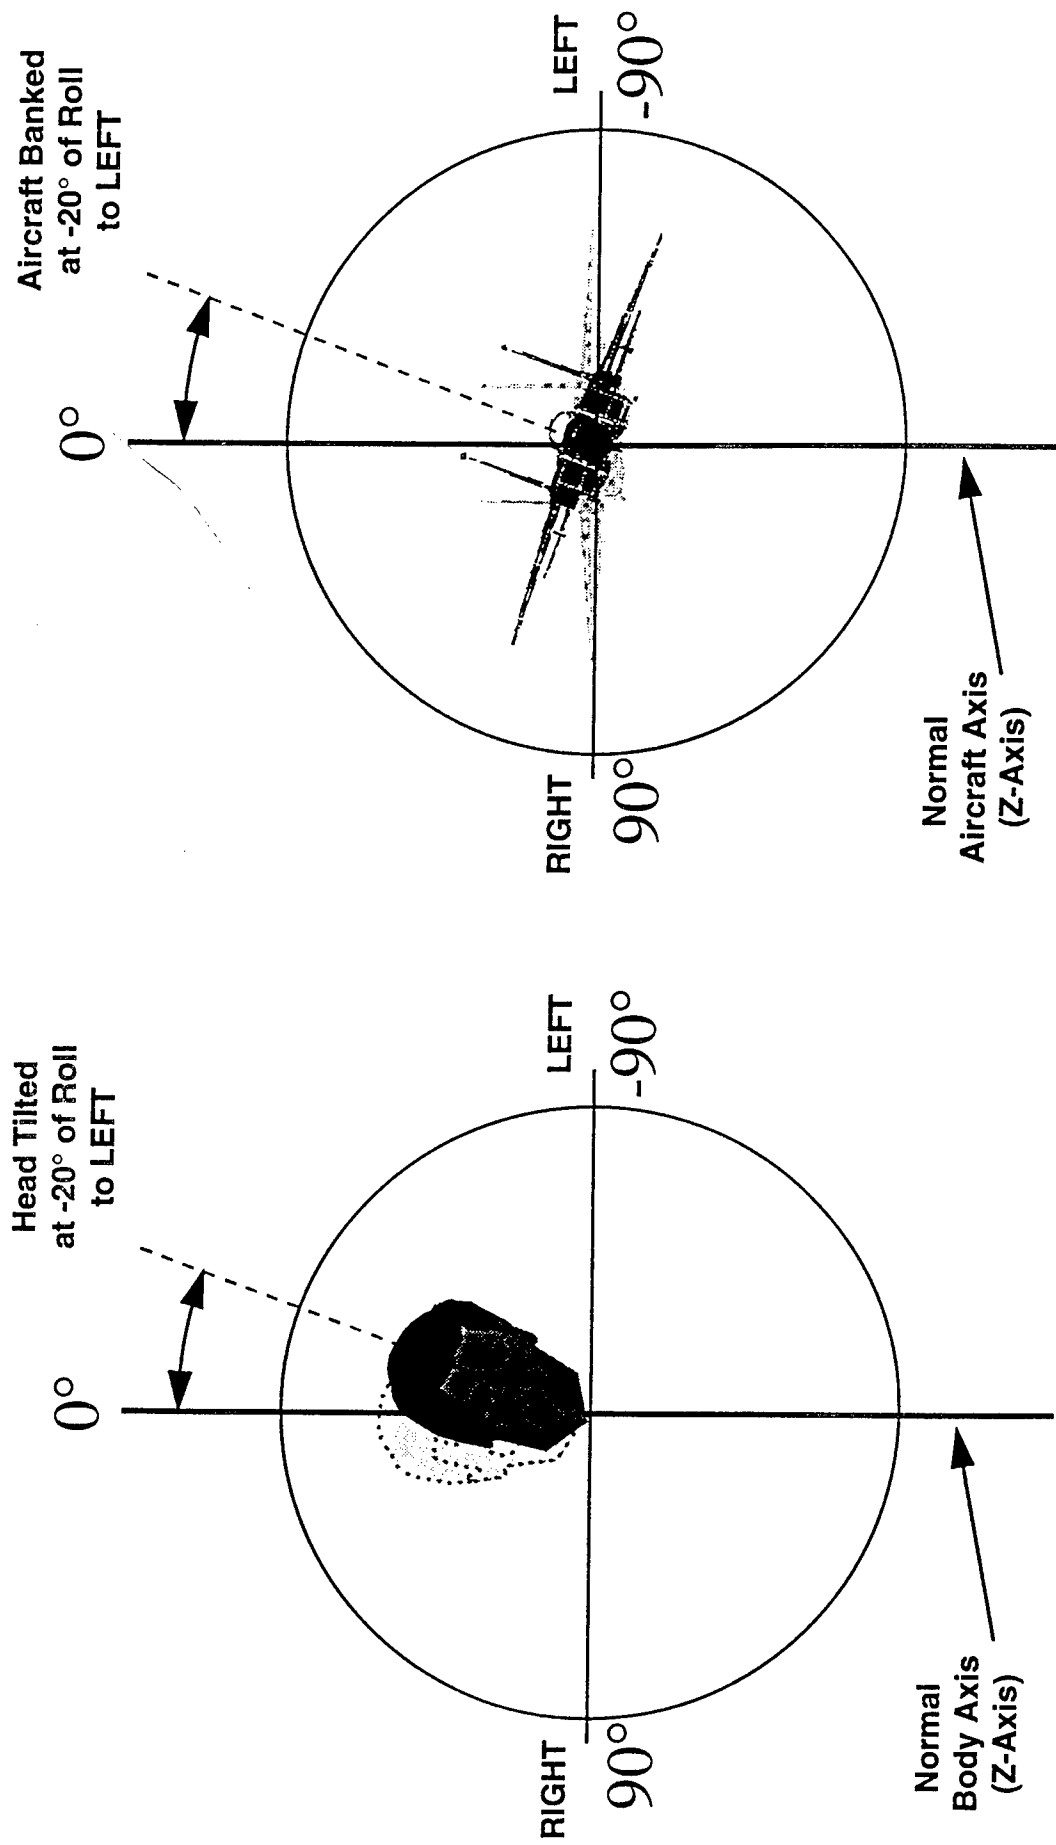 Head Tilted
at -20° of Roll
to LEFT
0°
RIGHT
90°
LEFT
-90°
Normal
Body Axis
(Z-Axis)
Aircraft Banked
at -20° of Roll
to LEFT
0°
RIGHT
90°
LEFT
-90°
Normal
Aircraft Axis
(Z-Axis)